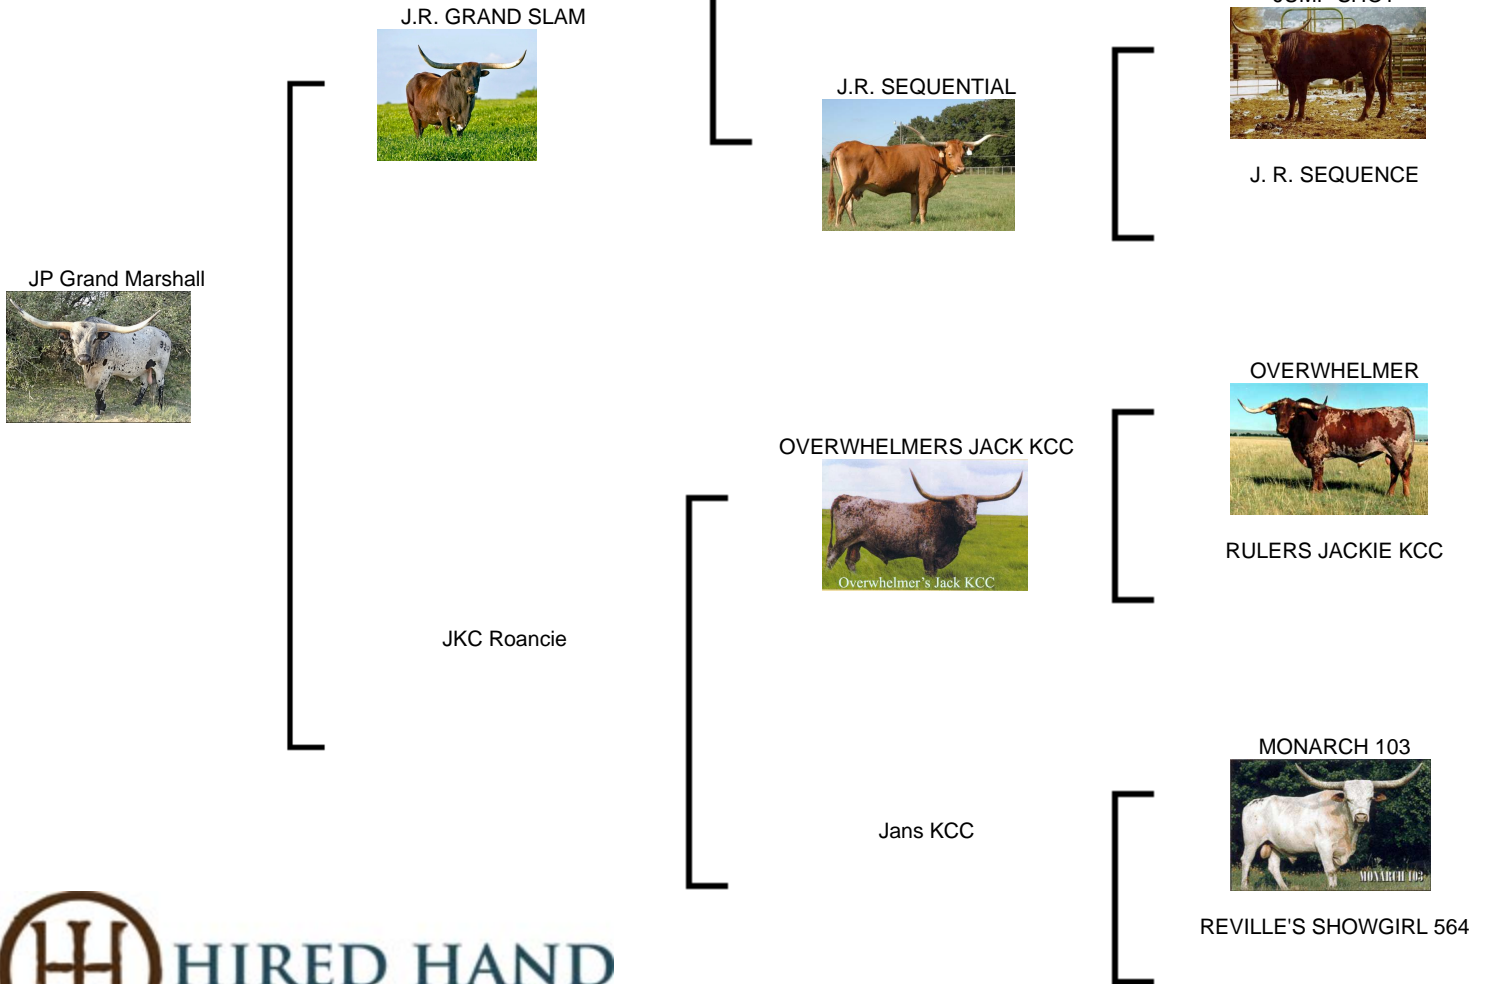 J.R. GRAND SLAM
J.R. SEQUENTIAL
J. R. SEQUENCE
JP Grand Marshall
OVERWHELMER
OVERWHELMERS JACK KCC
Overwhelmer's Jack KCC
RULERS JACKIE KCC
JKC Roancie
MONARCH 103
MONARCH 103
Jans KCC
REVILLE'S SHOWGIRL 564
HIRED HAND